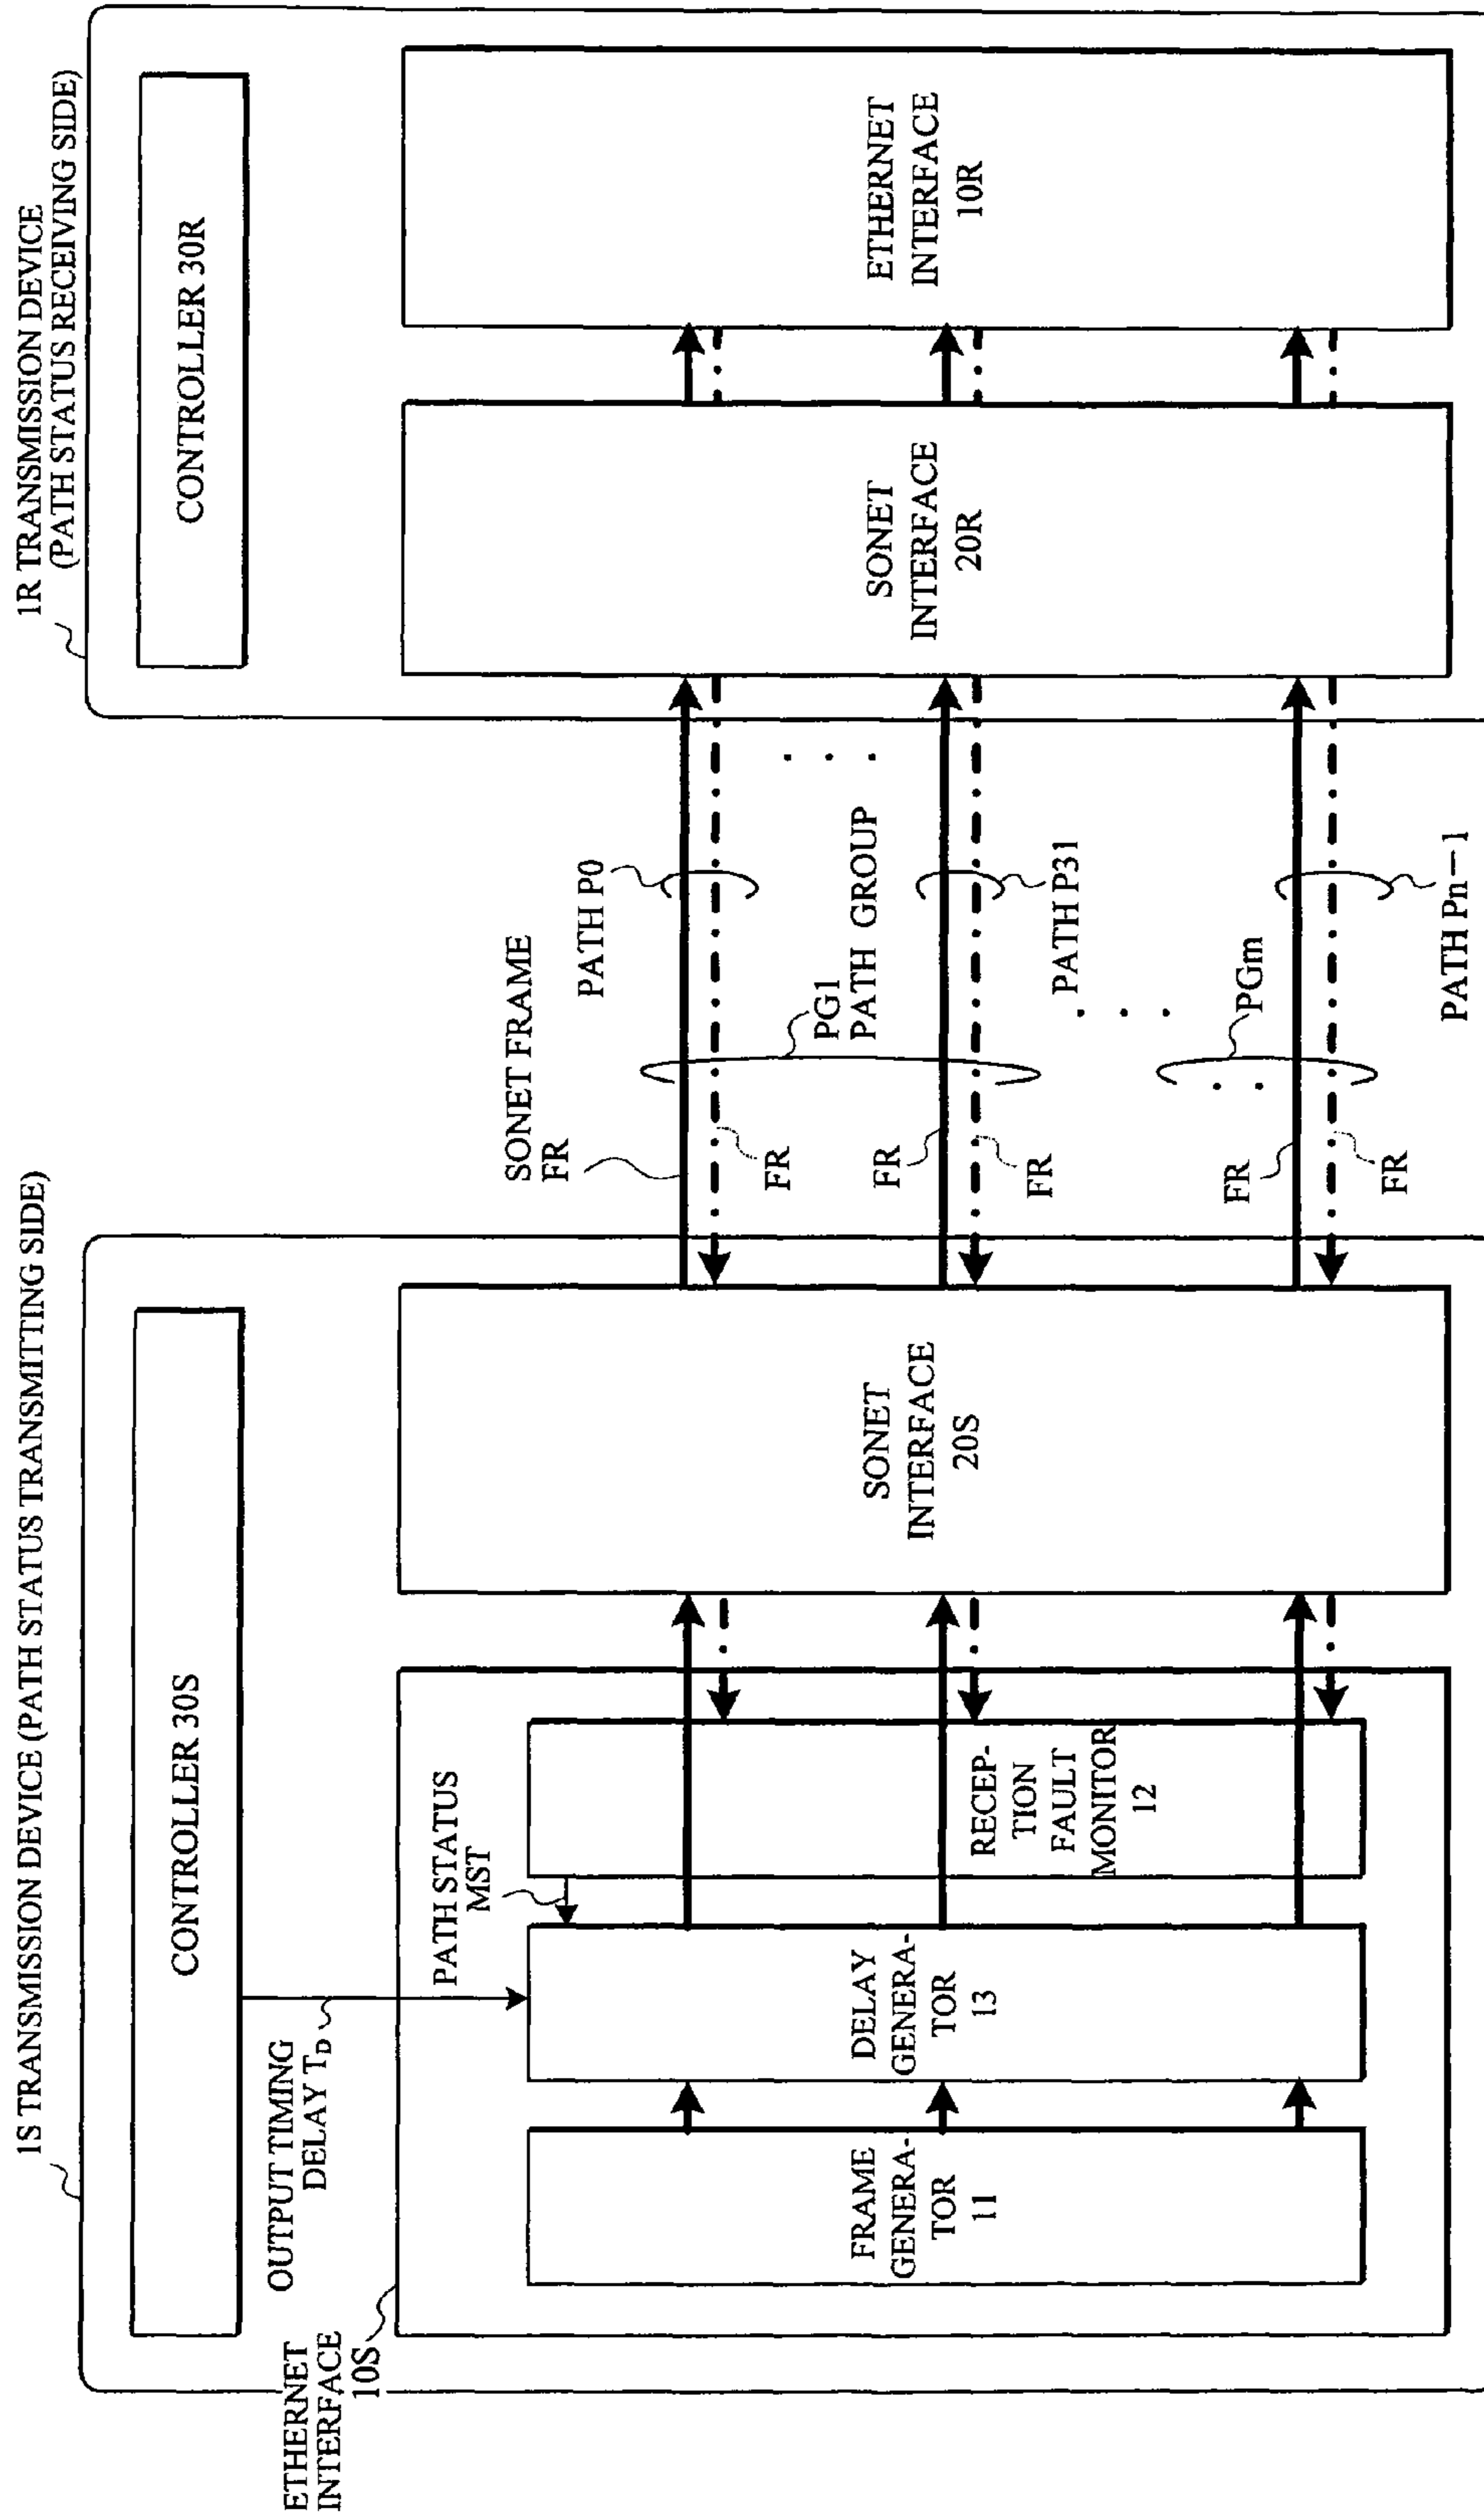 1S TRANSMISSION DEVICE (PATH STATUS TRANSMITTING SIDE)
CONTROLLER 30S
OUTPUT TIMING
DELAY TD
ETHERNET
INTERFACE
10S
PATH STATUS
MST
FRAME
GENERA-
TOR
11
DELAY
GENERA-
TOR
13
RECEP-
TION
FAULT
MONITOR
12
SONET
INTERFACE
20S
SONET FRAME
FR
FR
FR
FR
FR
FR
PATH P0
PG1
PATH GROUP
PATH P31
PGm
PATH Pn-1
1R TRANSMISSION DEVICE
(PATH STATUS RECEIVING SIDE)
CONTROLLER 30R
SONET
INTERFACE
20R
ETHERNET
INTERFACE
10R